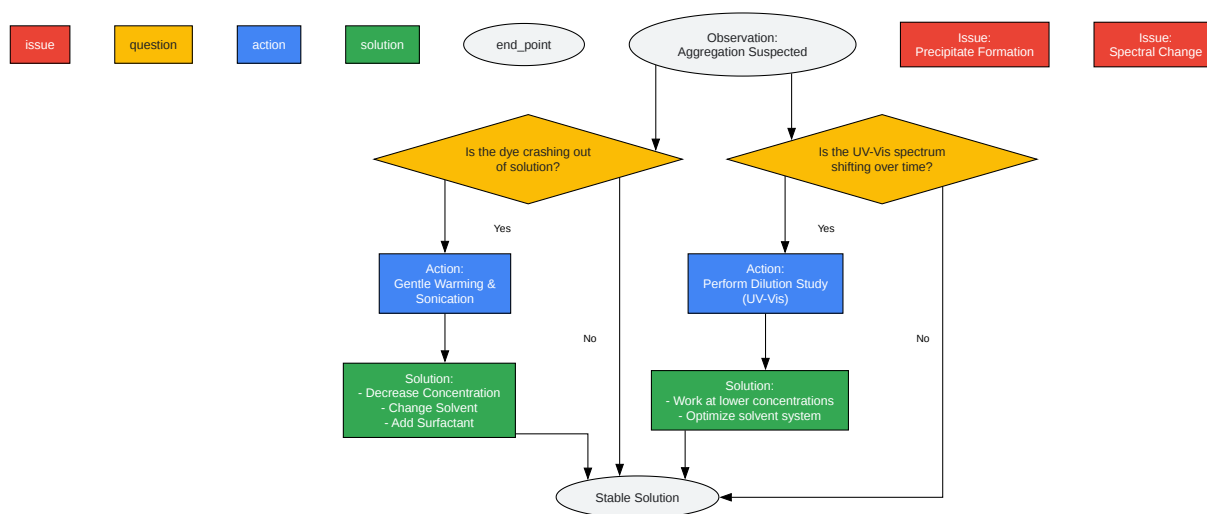 issue
question
action
solution
end_point
Observation:
Aggregation Suspected
Issue:
Precipitate Formation
Issue:
Spectral Change
Is the dye crashing out
of solution?
Is the UV-Vis spectrum
shifting over time?
Yes
Yes
Action:
Gentle Warming &
Sonication
Action:
Perform Dilution Study
(UV-Vis)
No
No
Solution:
- Decrease Concentration
- Change Solvent
- Add Surfactant
Solution:
- Work at lower concentrations
- Optimize solvent system
Stable Solution